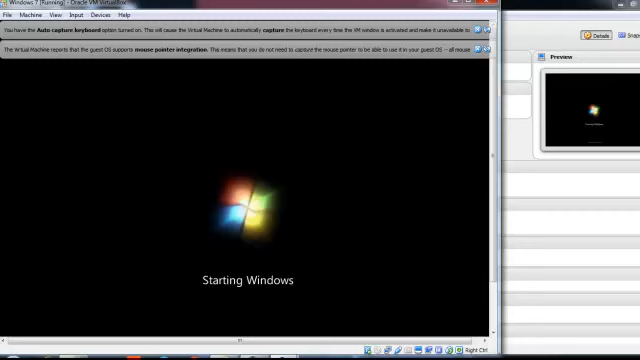 Windows 7 [Running] - Oracle VM VirtualBox
File Machine View Input Devices Help
You have the Auto capture keyboard option turned on. This will cause the Virtual Machine to automatically capture the keyboard every time the VM window is activated and make it unavailable to
The Virtual Machine reports that the guest OS supports mouse pointer integration. This means that you do not need to capture the mouse pointer to be able to use it in your guest OS -- all mouse
Details
Snaps
Preview
Starting Windows
Starting Windows
Right Ctrl